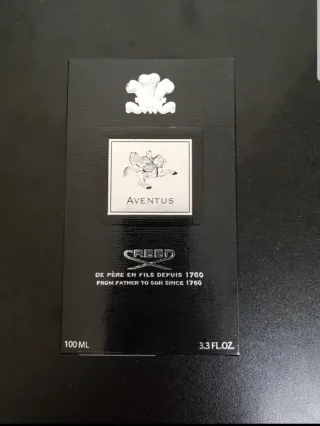 AVENTUS
CREED
DE PÈRE EN FILS DEPUIS 1760
FROM FATHER TO SON SINCE 1760
100 ML 3.3 FL.OZ.